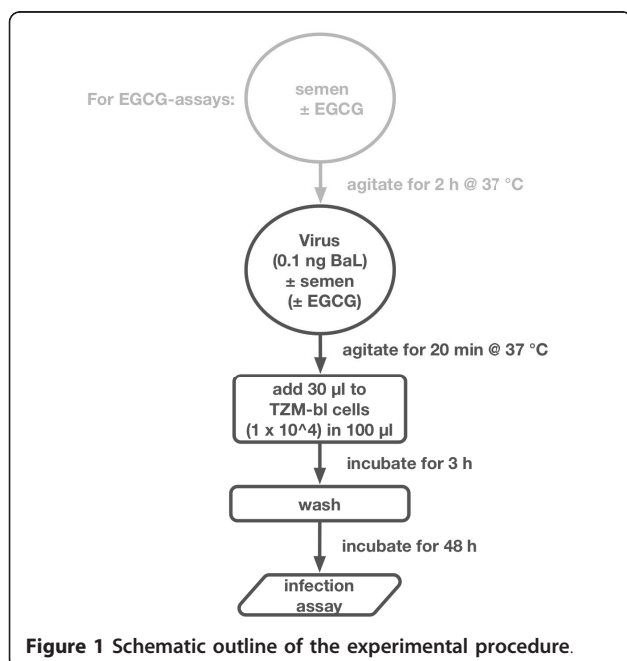 For EGCG-assays:
semen
± EGCG
agitate for 2 h @ 37 °C
Virus
(0.1 ng BaL)
± semen
(± EGCG)
agitate for 20 min @ 37 °C
add 30 µl to
TZM-bl cells
(1 x 10^4) in 100 µl
incubate for 3 h
wash
incubate for 48 h
infection
assay
Figure 1 Schematic outline of the experimental procedure.